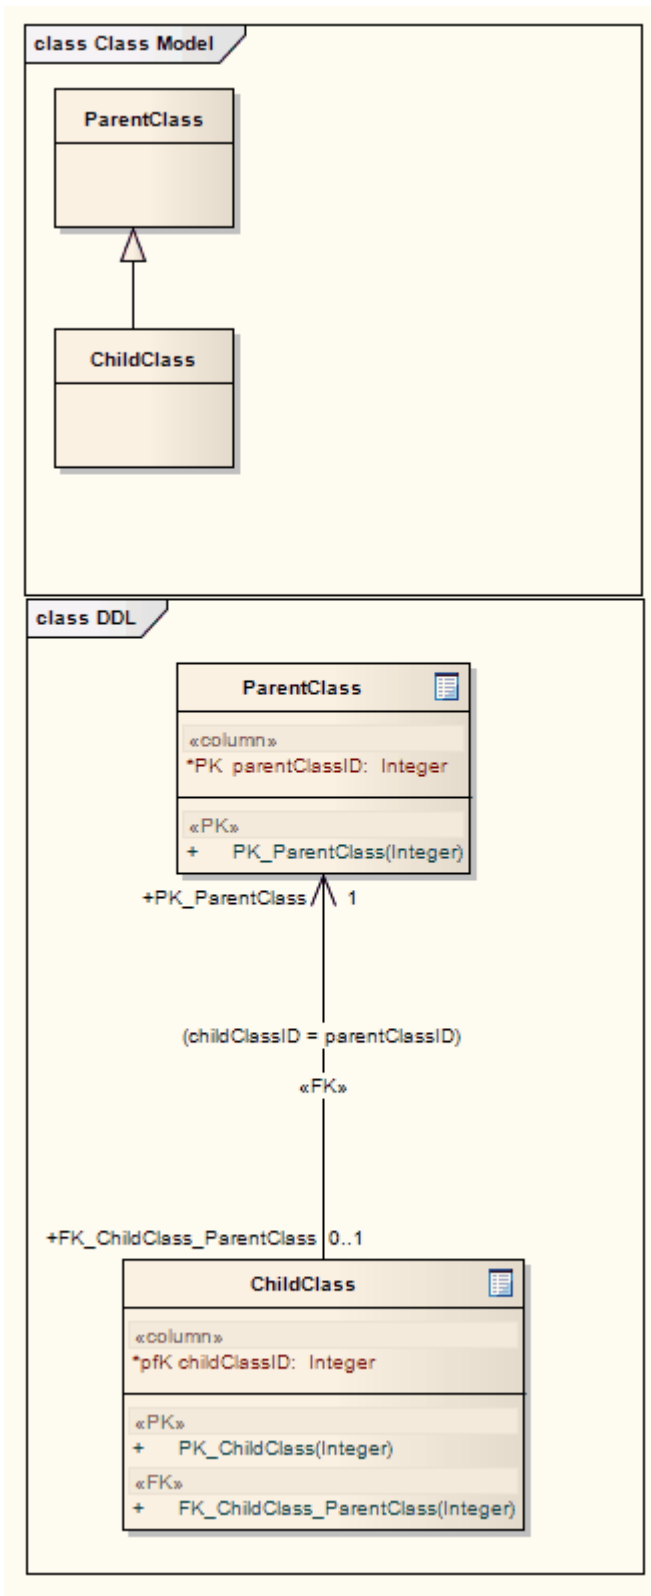 class Class Model
ParentClass
ChildClass
class DDL
ParentClass
«column»
*PK parentClassID: Integer
«PK»
+ PK_ParentClass(Integer)
+PK_ParentClass 1
(childClassID = parentClassID)
«FK»
+FK_ChildClass_ParentClass 0..1
ChildClass
«column»
*pfK childClassID: Integer
«PK»
+ PK_ChildClass(Integer)
«FK»
+ FK_ChildClass_ParentClass(Integer)